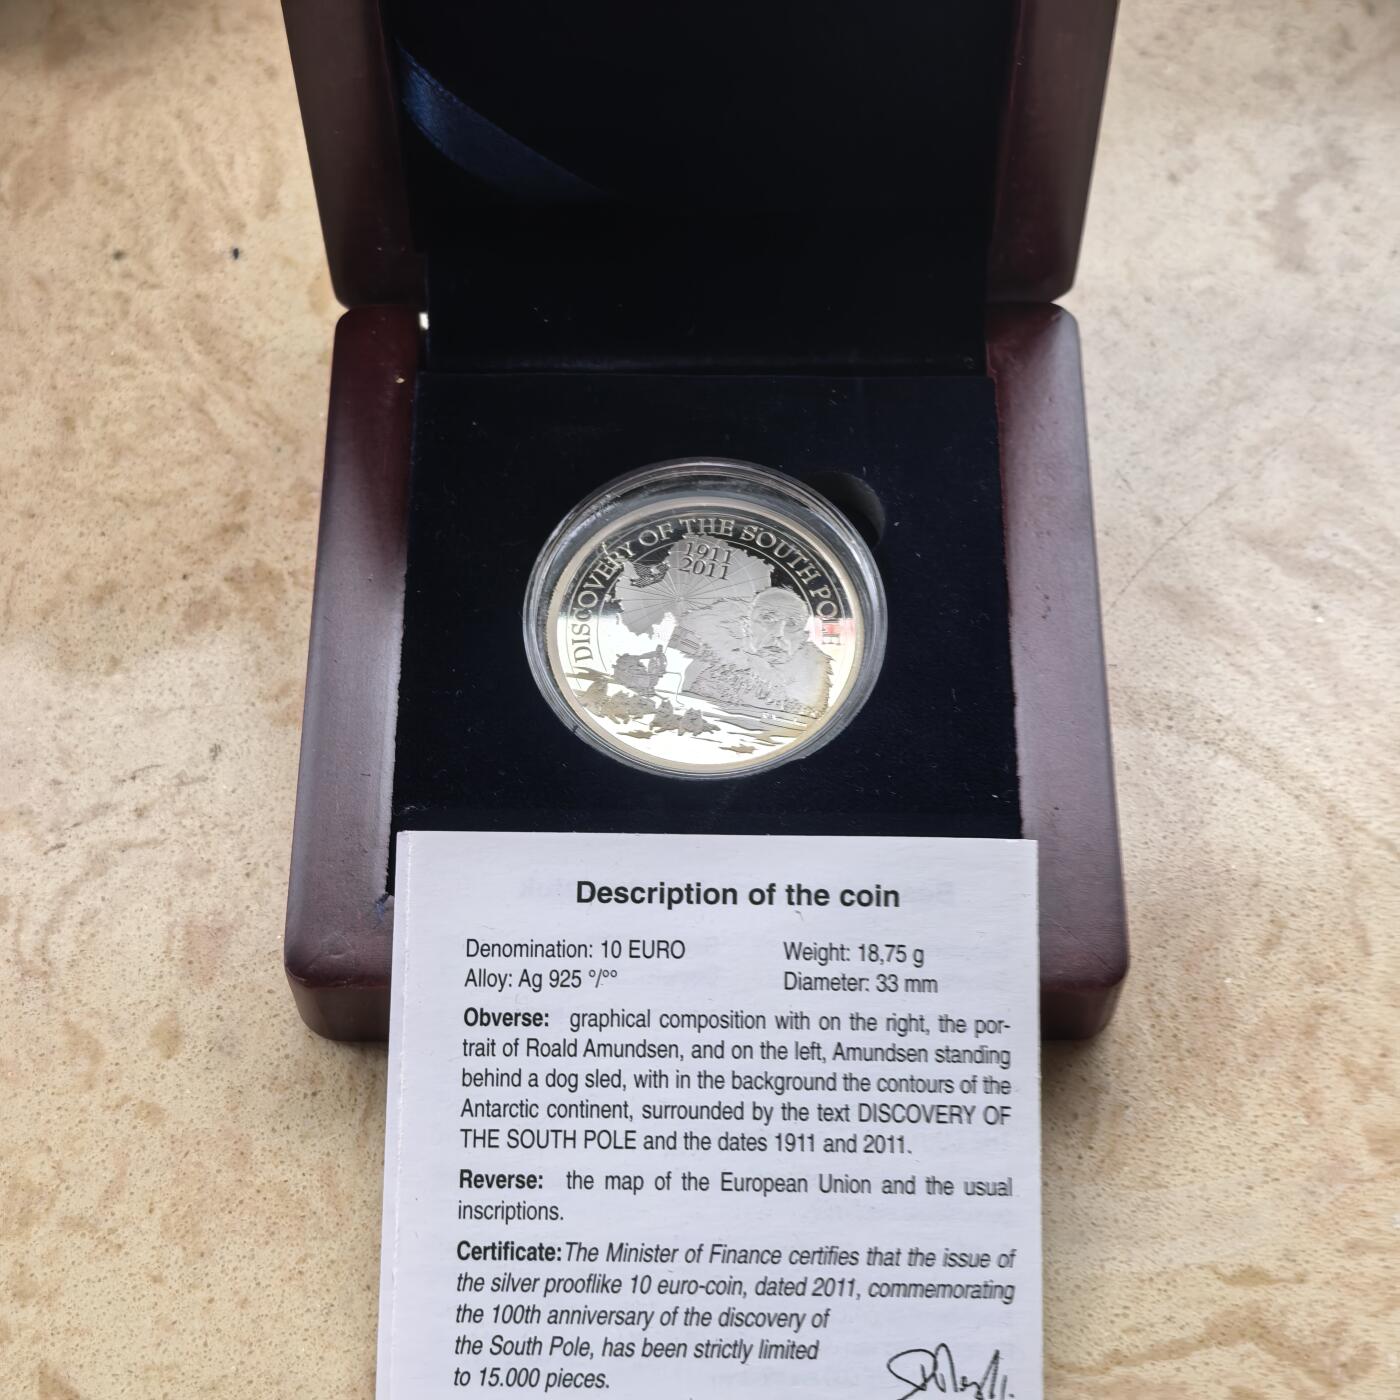 DISCOVERY OF THE SOUTH POLE
1911
2011
Description of the coin
Denomination: 10 EURO
Weight: 18,75 g
Alloy: Ag 925 °/°°
Diameter: 33 mm
Obverse: graphical composition with on the right, the por-
trait of Roald Amundsen, and on the left, Amundsen standing
behind a dog sled, with in the background the contours of the
Antarctic continent, surrounded by the text DISCOVERY OF
THE SOUTH POLE and the dates 1911 and 2011.
Reverse: the map of the European Union and the usual
inscriptions.
Certificate: The Minister of Finance certifies that the issue of
the silver prooflike 10 euro-coin, dated 2011, commemorating
the 100th anniversary of the discovery of
the South Pole, has been strictly limited
to 15.000 pieces.